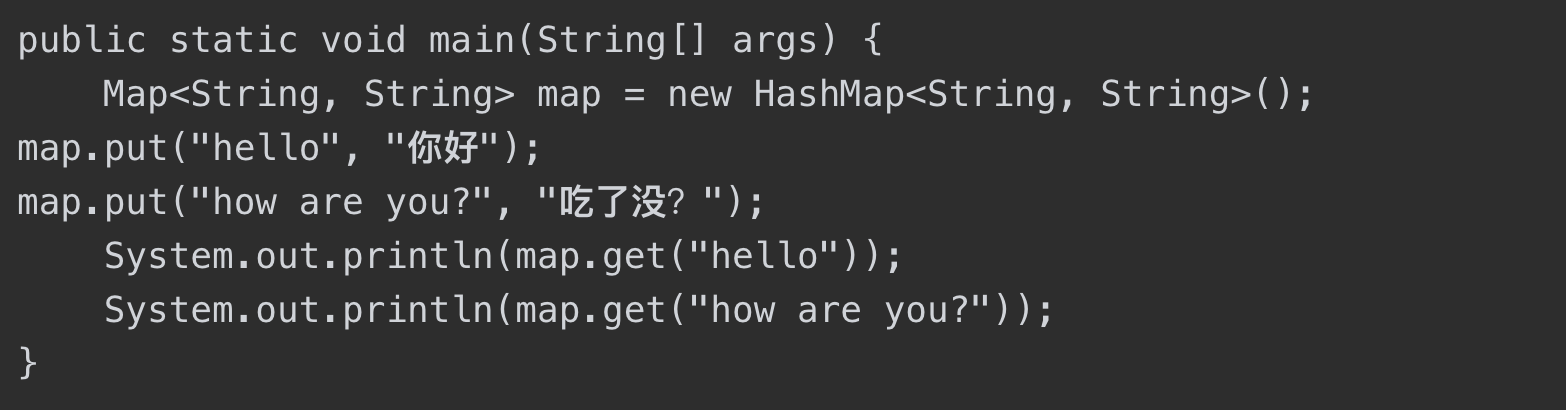 public static void main(String[] args) {
    Map<String, String> map = new HashMap<String, String>();
map.put("hello", "你好");
map.put("how are you?", "吃了没？");
    System.out.println(map.get("hello"));
    System.out.println(map.get("how are you?"));
}